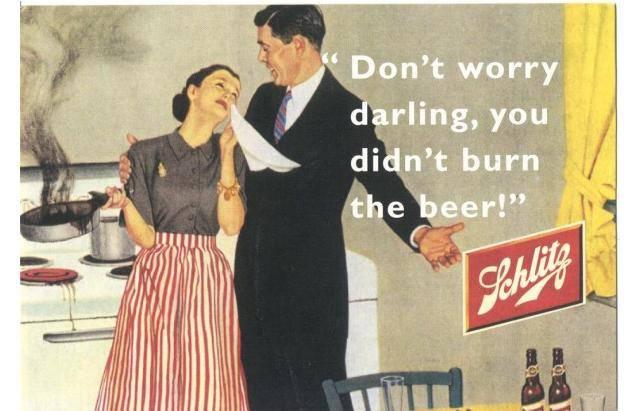 “ Don’t worry
darling, you
didn’t burn
the beer!”
Schlitz